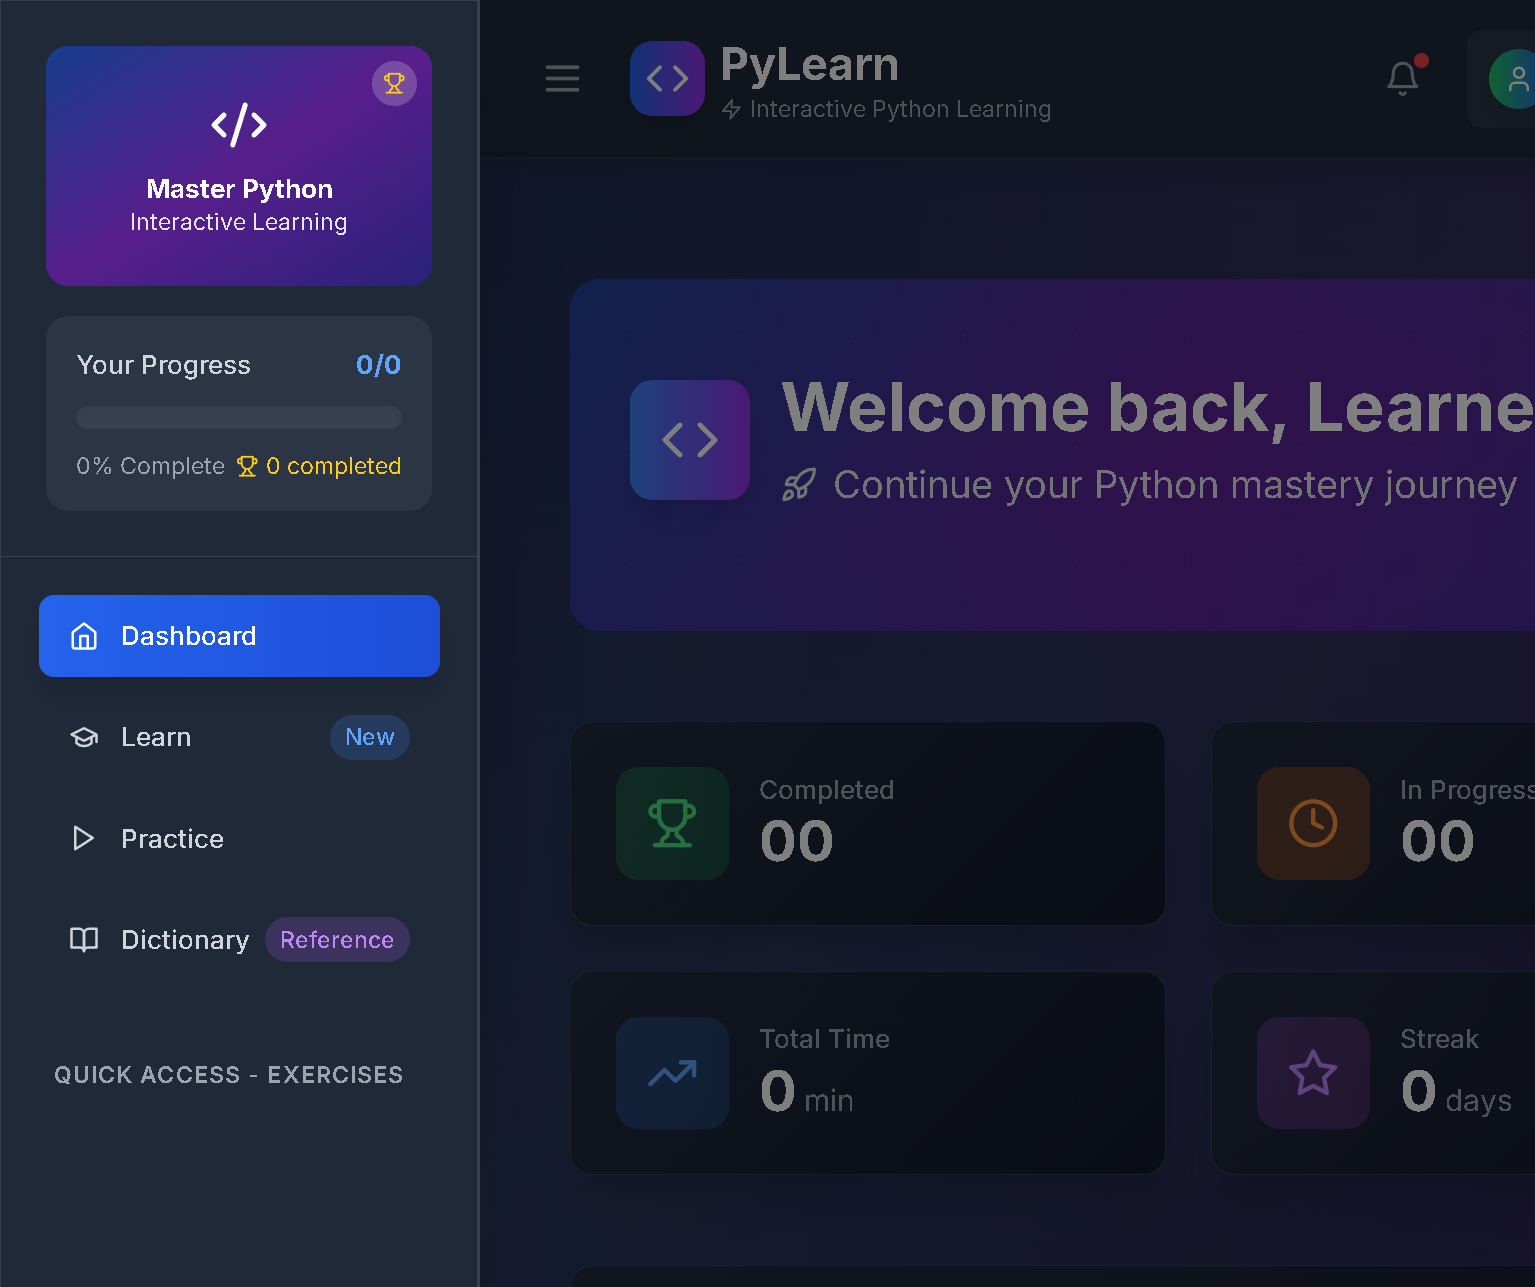 Master Python
Interactive Learning
Your Progress 0/0
0% Complete 0 completed
Dashboard
Learn New
Practice
Dictionary Reference
QUICK ACCESS - EXERCISES
PyLearn
Interactive Python Learning
Welcome back, Learne
Continue your Python mastery journey
Completed
00
In Progress
00
Total Time
0 min
Streak
0 days